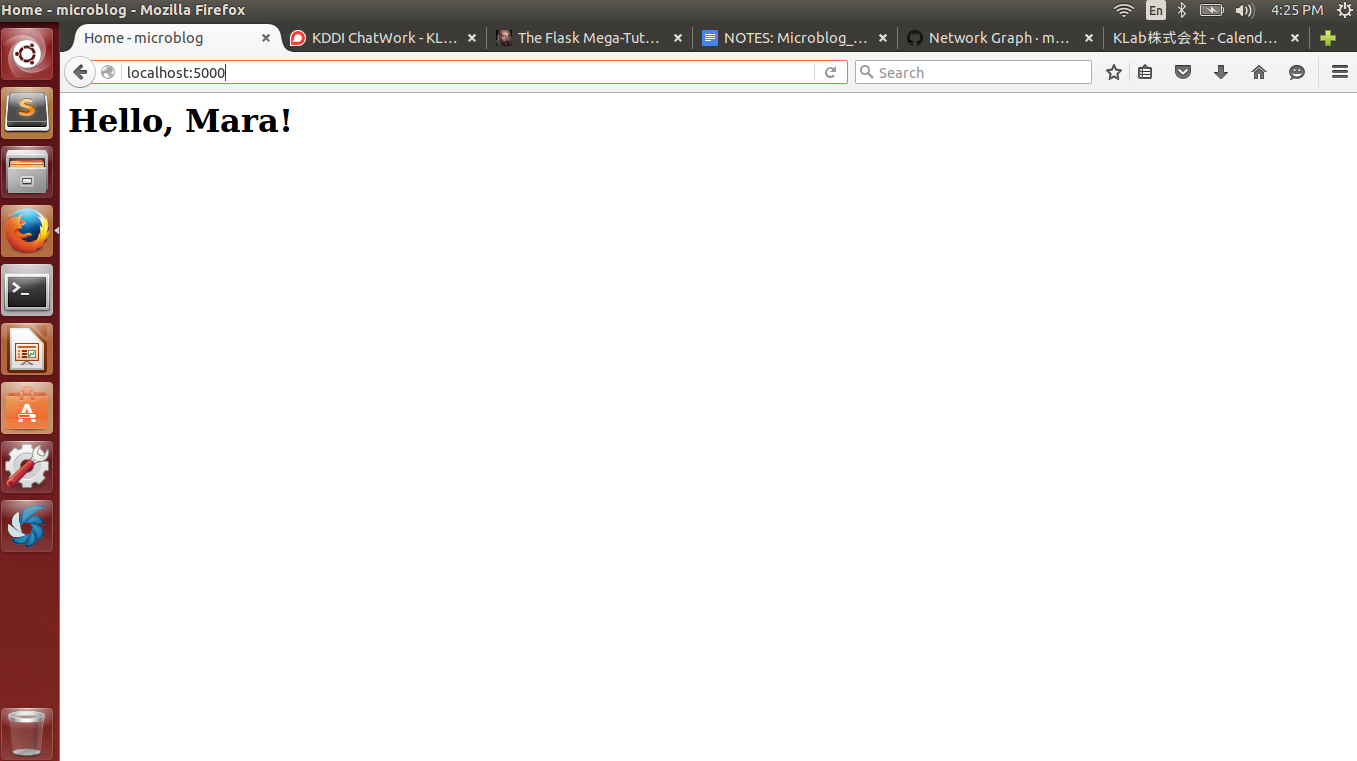 Home - microblog - Mozilla Firefox
En
4:25 PM
Home - microblog
KDDI ChatWork - KL...
The Flask Mega-Tut...
NOTES: Microblog_...
Network Graph · m...
KLab株式会社 - Calend...
localhost:5000
Search
Hello, Mara!